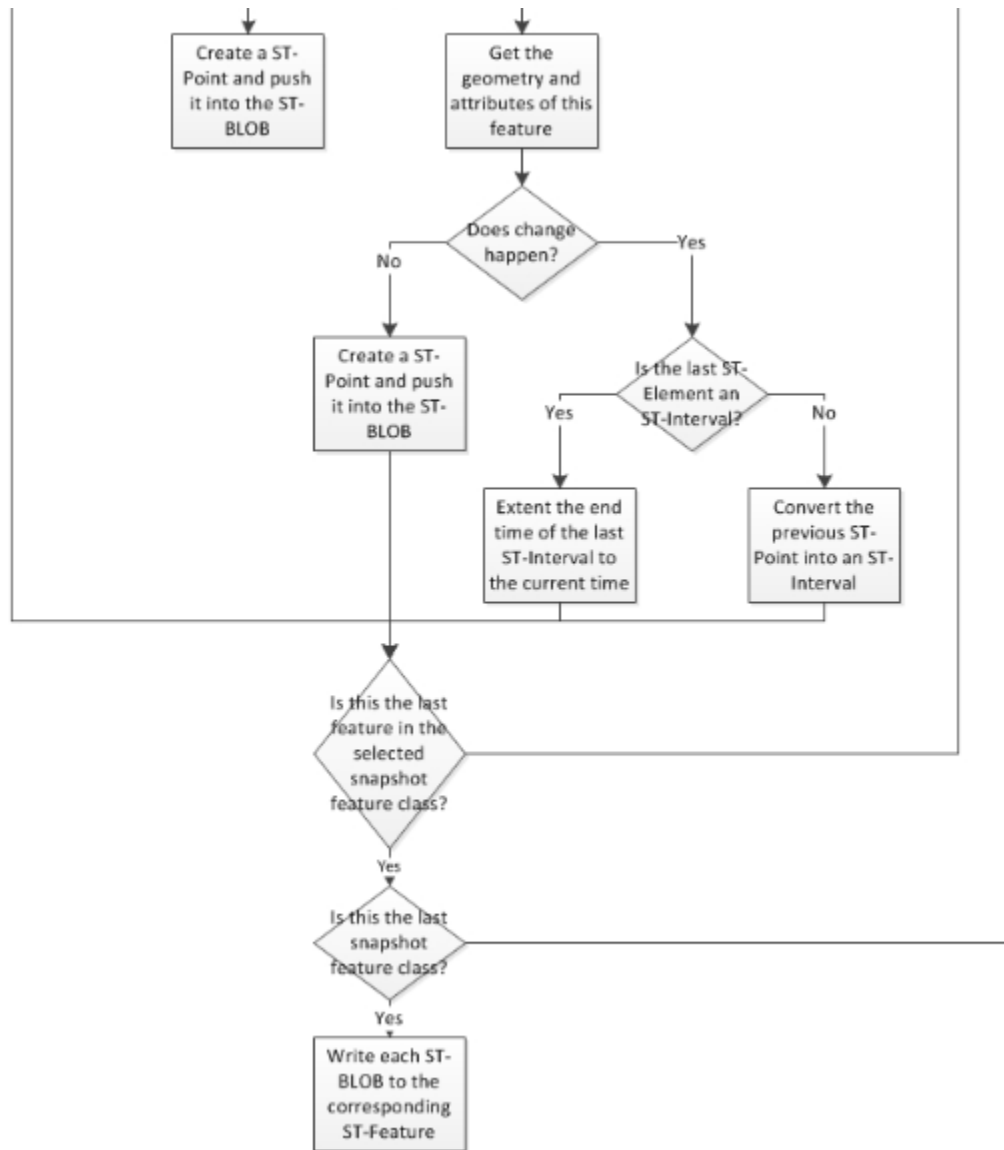 Create a ST-
Point and push
it into the ST-
BLOB
Get the
geometry and
attributes of this
feature
Does change
happen?
No
Yes
Create a ST-
Point and push
it into the ST-
BLOB
Is the last ST-
Element an
ST-Interval?
Yes
No
Extent the end
time of the last
ST-Interval to
the current time
Convert the
previous ST-
Point into an ST-
Interval
Is this the last
feature in the
selected
snapshot
feature class?
Yes
Is this the last
snapshot
feature class?
Yes
Write each ST-
BLOB to the
corresponding
ST-Feature